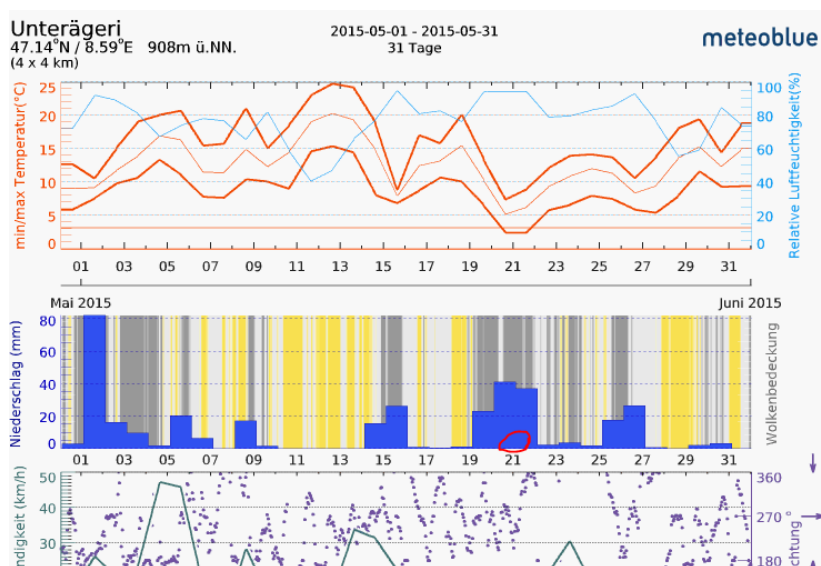 Unterägeri
47.14°N / 8.59°E 908m ü.NN.
(4 x 4 km)
2015-05-01 - 2015-05-31
31 Tage
meteoblue
min/max Temperatur(°C)
25
20
15
10
5
0
Relative Luftfeuchtigkeit(%)
100
80
60
40
20
0
01 03 05 07 09 11 13 15 17 19 21 23 25 27 29 31
Mai 2015 Juni 2015
Niederschlag (mm)
80
60
40
20
0
Wolkenbedeckung
01 03 05 07 09 11 13 15 17 19 21 23 25 27 29 31
ndigkeit (km/h)
50
40
30
360
270
180
chtung °